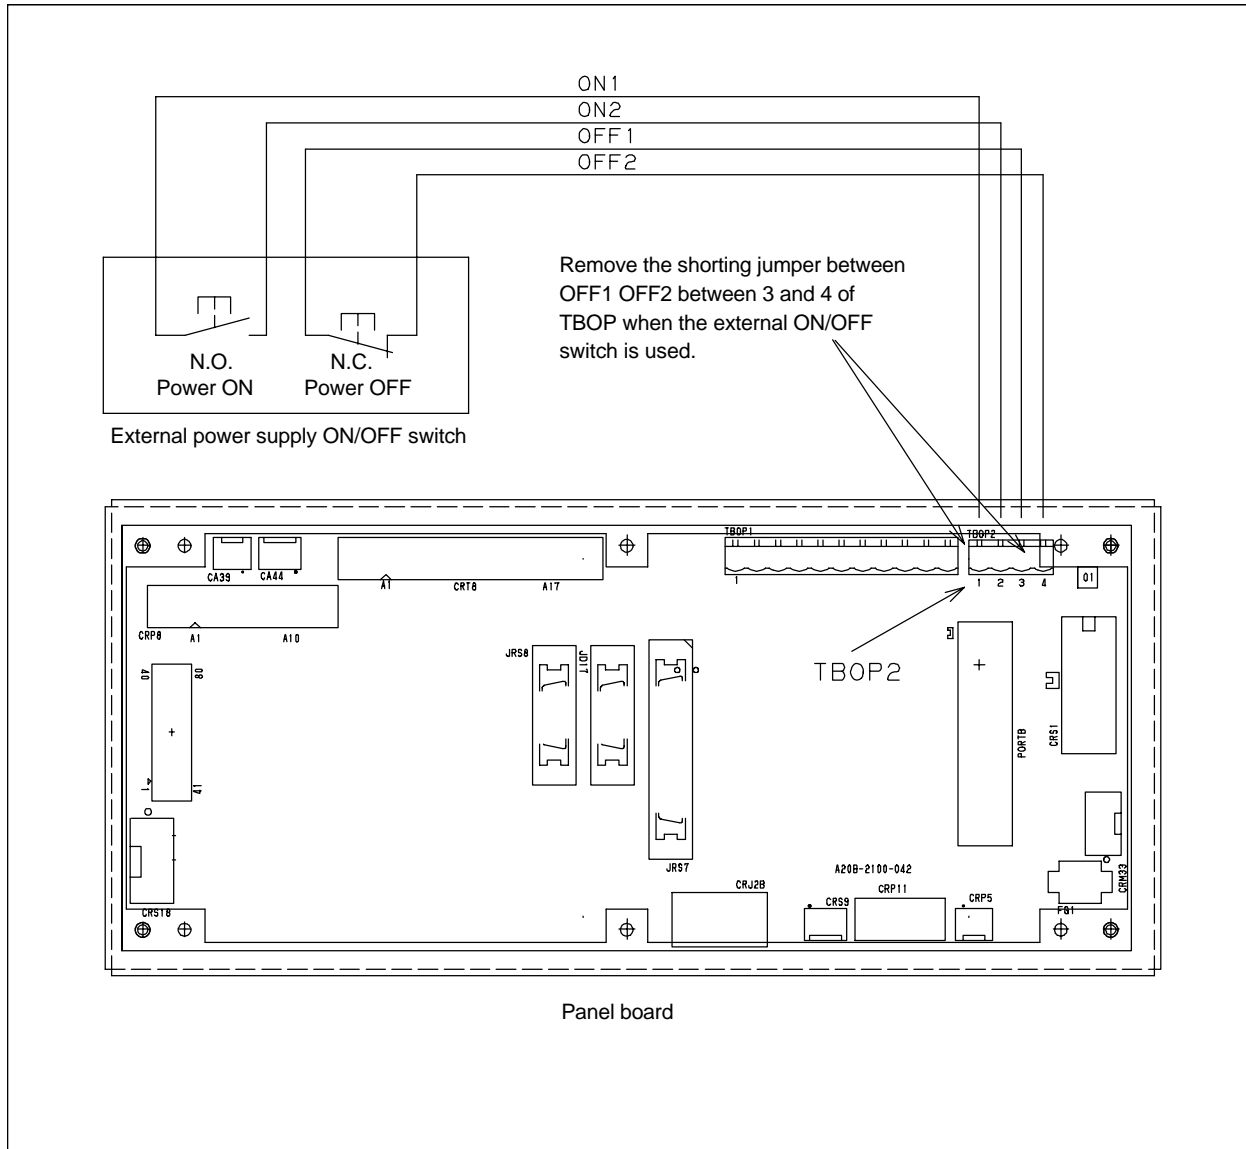 ON1
ON2
OFF1
OFF2
Remove the shorting jumper between
OFF1 OFF2 between 3 and 4 of
TBOP when the external ON/OFF
switch is used.
N.O.
Power ON
N.C.
Power OFF
External power supply ON/OFF switch
TBOP1
TBOP2
CA39
CA44
A1
CRT8
A17
1
1
2
3
4
01
CRP8
A1
A10
JRS8
JD17
TBOP2
40
80
PORTB
CRS1
1
41
JRS7
A20B-2100-042
CRM33
CRJ2B
CRS9
CRP11
CRP5
CRS18
FG1
Panel board